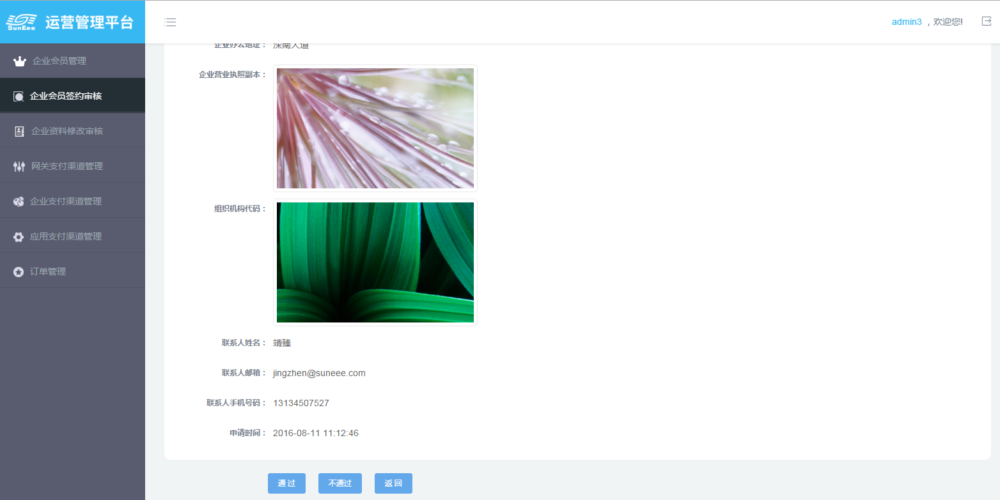 SunEee 运营管理平台
admin3 ，欢迎您!
企业会员管理
企业会员签约审核
企业资料修改审核
网关支付渠道管理
企业支付渠道管理
应用支付渠道管理
订单管理
企业办公地址： 深南大道
企业营业执照副本：
组织机构代码：
联系人姓名： 靖臻
联系人邮箱： jingzhen@suneee.com
联系人手机号码： 13134507527
申请时间： 2016-08-11 11:12:46
通 过 不通过 返 回